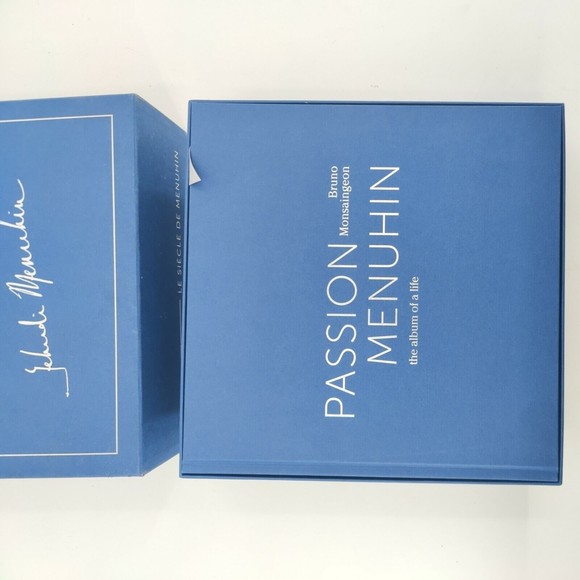 Yehudi Menuhin
LE SIÈCLE DE MENUHIN
Bruno
Monsaingeon
PASSION
MENUHIN
the album of a life